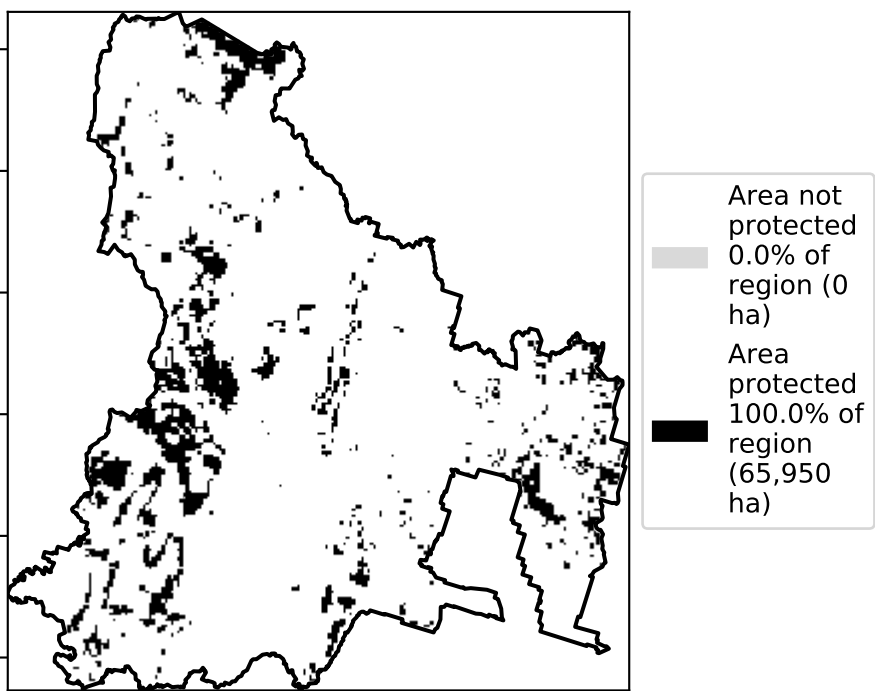 Area not
protected
0.0% of
region (0
ha)
Area
protected
100.0% of
region
(65,950
ha)